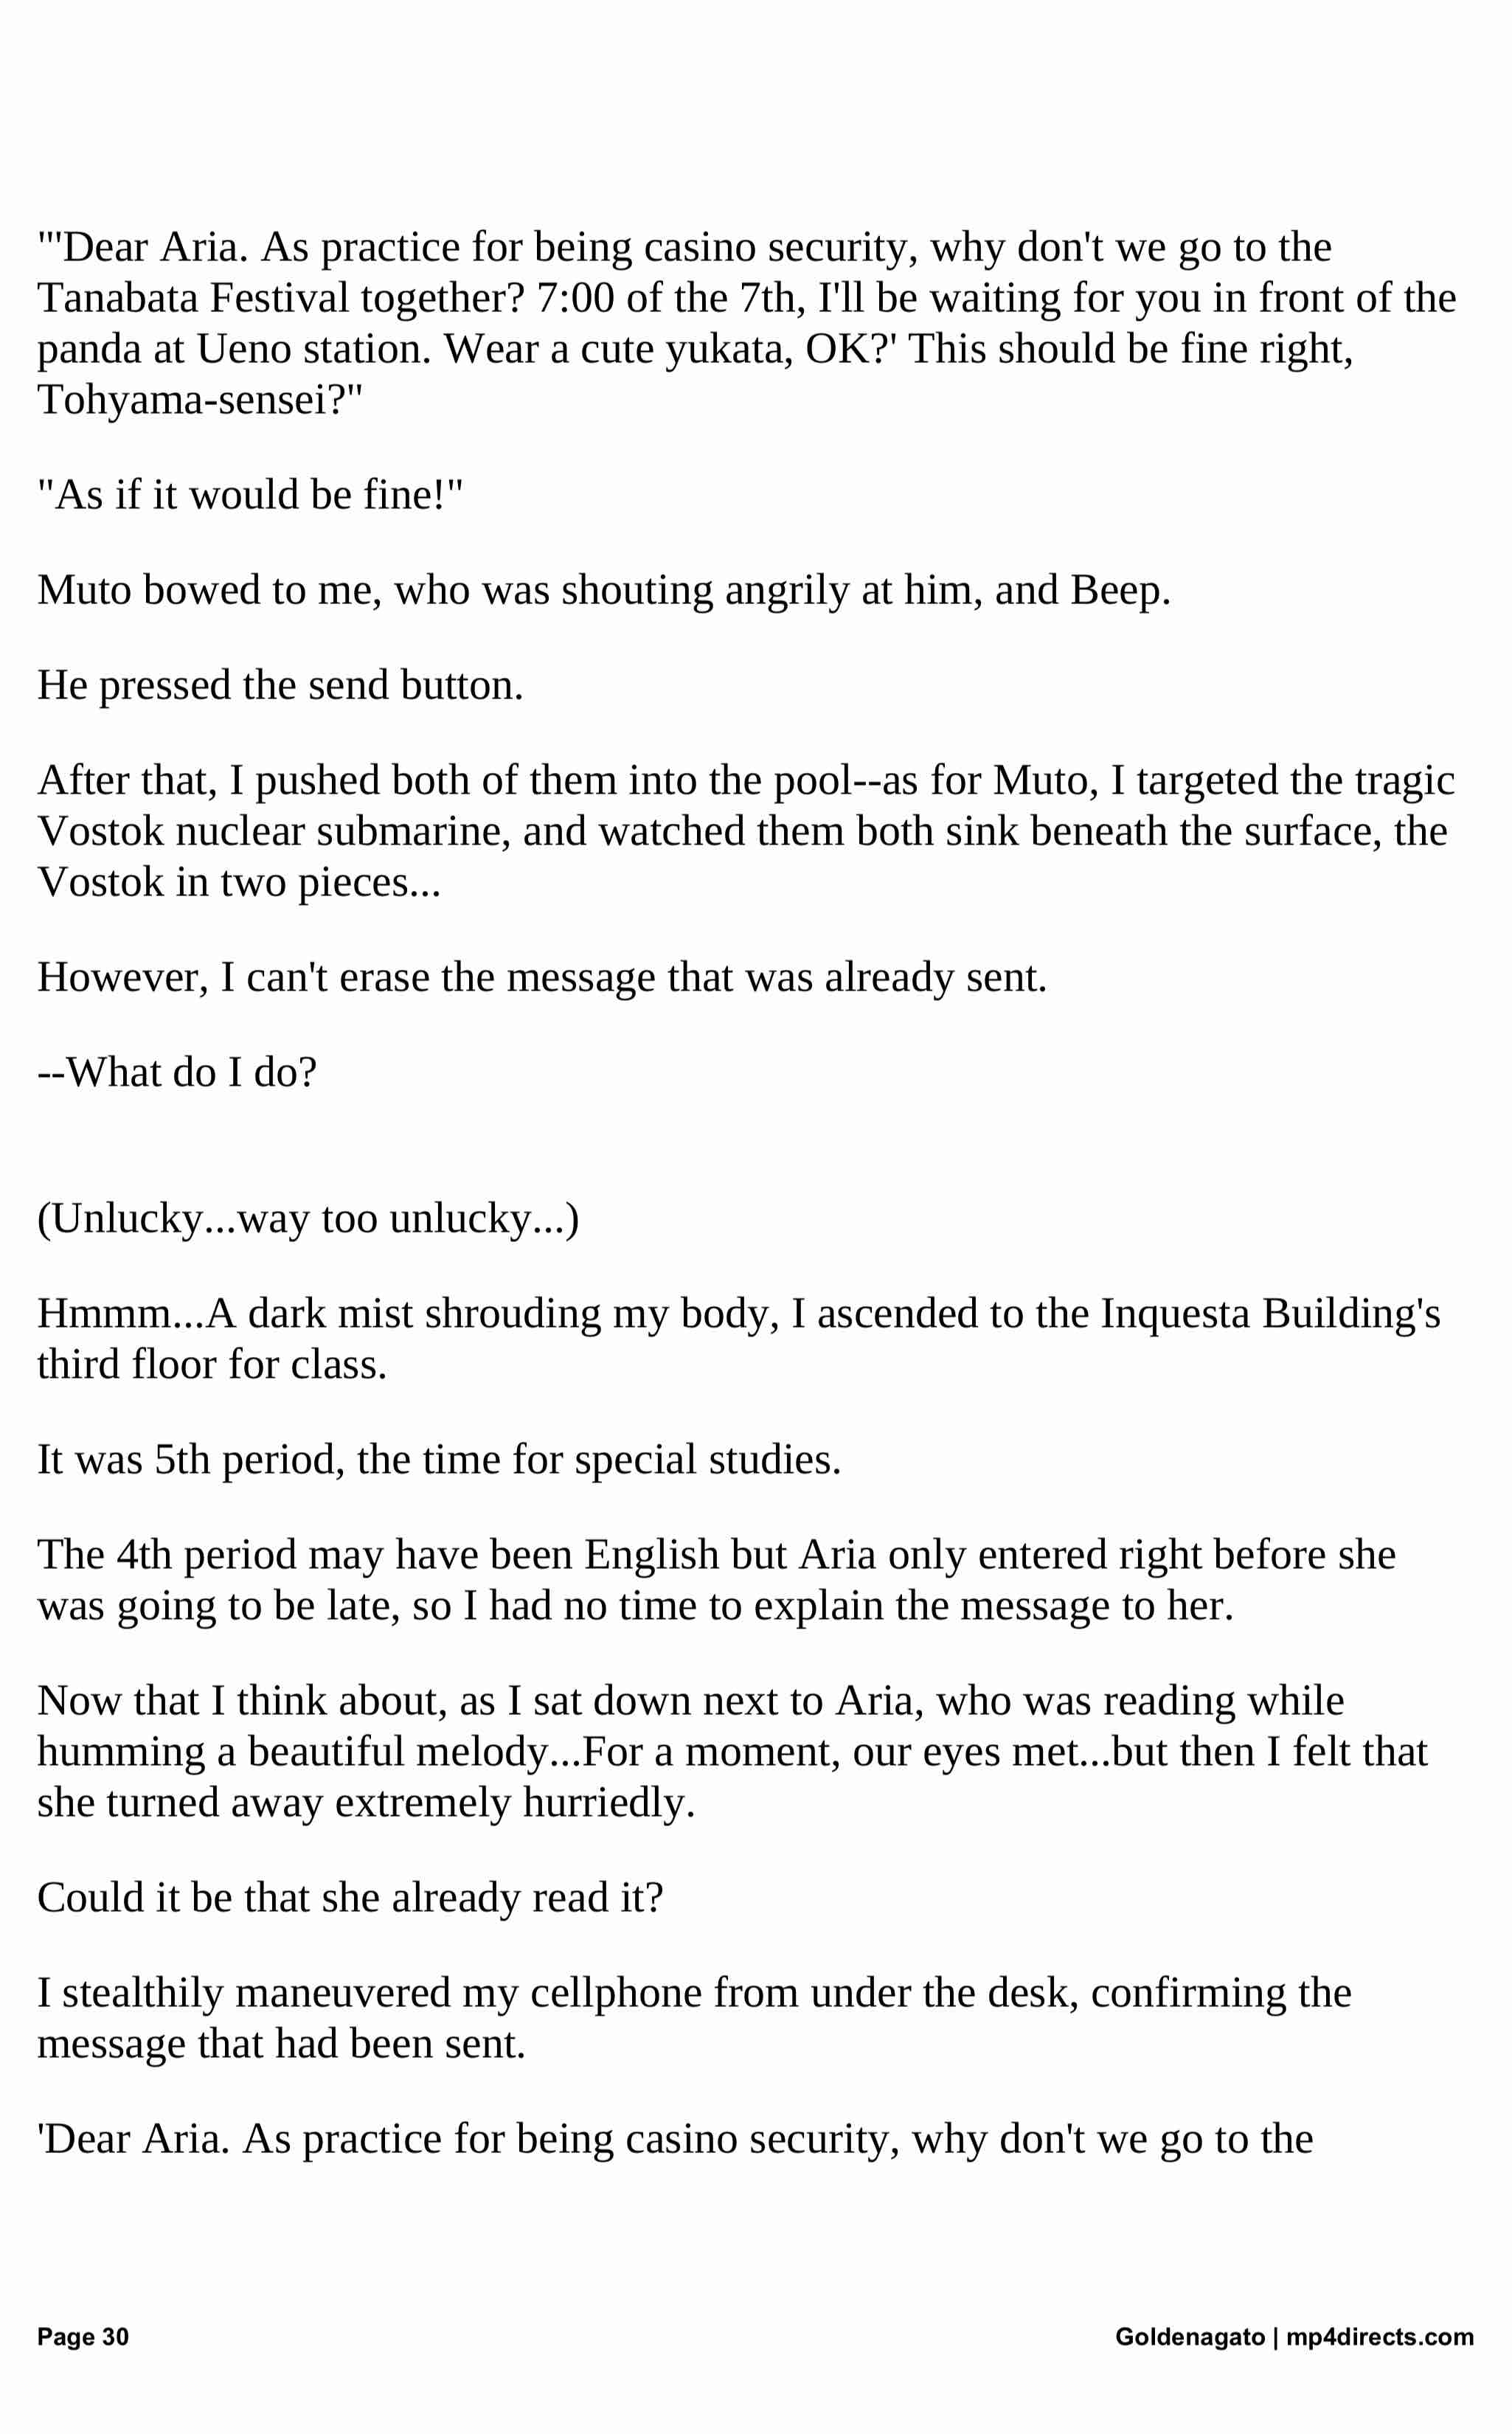 "'Dear Aria. As practice for being casino security, why don't we go to the
Tanabata Festival together? 7:00 of the 7th, I'll be waiting for you in front of the
panda at Ueno station. Wear a cute yukata, OK?' This should be fine right,
Tohyama-sensei?"
"As if it would be fine!"
Muto bowed to me, who was shouting angrily at him, and Beep.
He pressed the send button.
After that, I pushed both of them into the pool--as for Muto, I targeted the tragic
Vostok nuclear submarine, and watched them both sink beneath the surface, the
Vostok in two pieces...
However, I can't erase the message that was already sent.
--What do I do?
(Unlucky...way too unlucky...)
Hmmm...A dark mist shrouding my body, I ascended to the Inquesta Building's
third floor for class.
It was 5th period, the time for special studies.
The 4th period may have been English but Aria only entered right before she
was going to be late, so I had no time to explain the message to her.
Now that I think about, as I sat down next to Aria, who was reading while
humming a beautiful melody...For a moment, our eyes met...but then I felt that
she turned away extremely hurriedly.
Could it be that she already read it?
I stealthily maneuvered my cellphone from under the desk, confirming the
message that had been sent.
'Dear Aria. As practice for being casino security, why don't we go to the
Page 30
Goldenagato | mp4directs.com